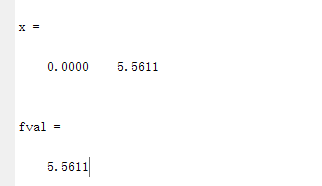 x =
0.0000 5.5611
fval =
5.5611